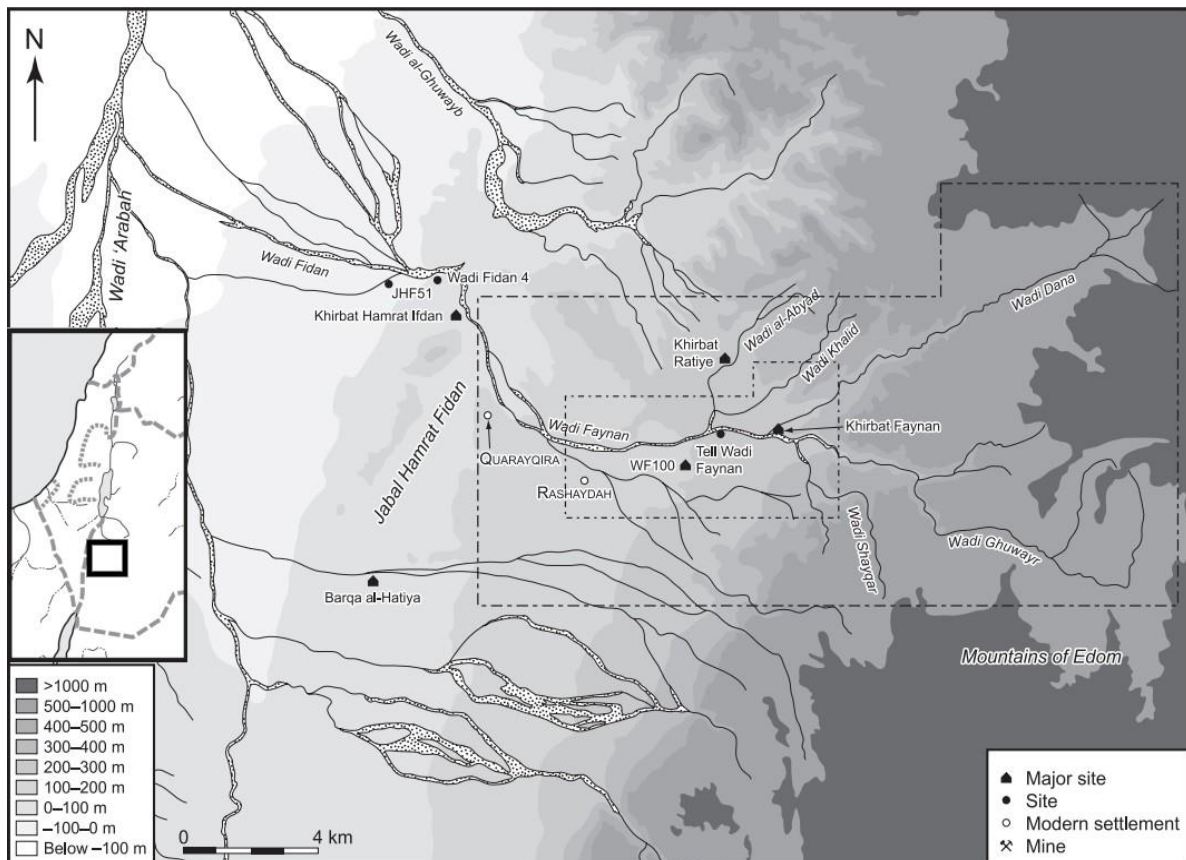 N
Wadi al-Ghuwayb
Wadi 'Arabah
Wadi Fidan
Wadi Fidan 4
JHF51
Khirbat Hamrat Ifdan
Wadi Dana
Wadi al-Abyad
Khirbat
Ratiye
Wadi Khalid
Jabal Hamrat Fidan
Wadi Faynan
Khirbat Faynan
QUARAYQIRA
Tell Wadi
Faynan
WF100
RASHAYDAH
Wadi Shayqar
Wadi Ghuwayr
Barqa al-Hatiya
Mountains of Edom
>1000 m
500–1000 m
400–500 m
300–400 m
200–300 m
100–200 m
0–100 m
–100–0 m
Below –100 m
0 4 km
Major site
Site
Modern settlement
Mine